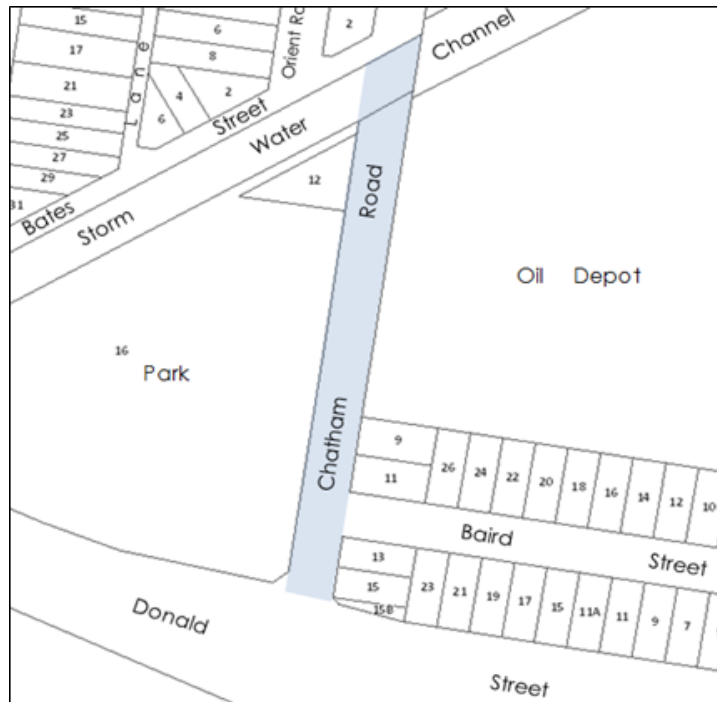 15
17
21
23
25
27
29
31
Lane
6
8
4
2
6
Orient Ro
2
Channel
Street
Water
Bates
Storm
12
Road
Oil Depot
16
Park
Chatham
9
11
26
24
22
20
18
16
14
12
10
Baird
Street
13
15
15B
23
21
19
17
15
11A
11
9
7
Donald
Street